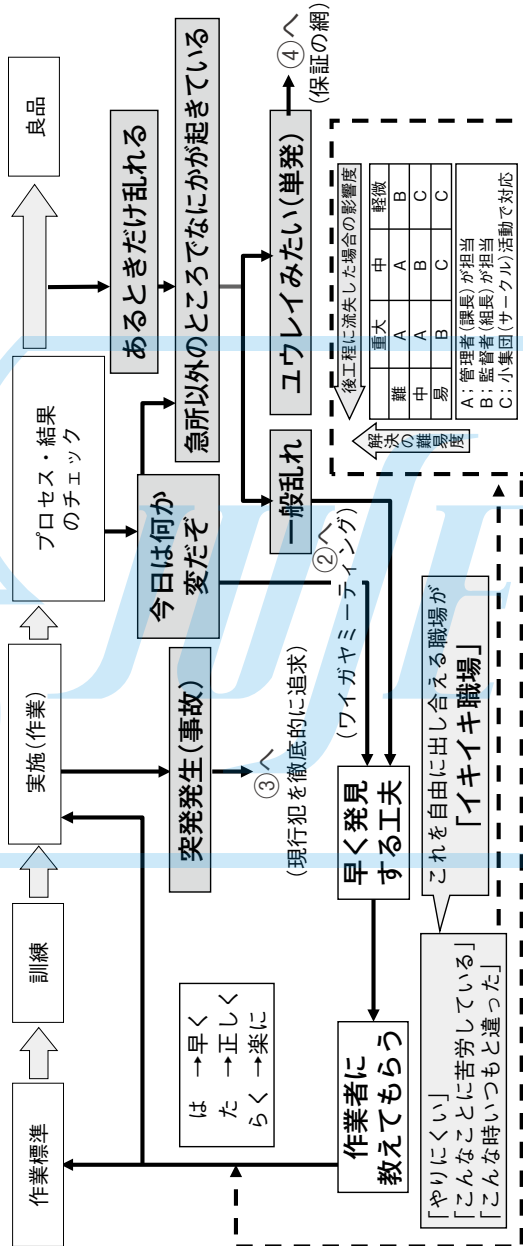 作業標準
訓練
実施(作業)
プロセス・結果
のチェック
良品
は →早く
た →正しく
らく →楽に
突発発生(事故)
③へ
(現行犯を徹底的に追求)
今日は何か
変だぞ
あるときだけ乱れる
急所以外のところでなにかが起きている
一般乱れ
ユウレイみたい(単発)
④へ
(保証の網)
②へ
(ワイガヤミーティング)
早く発見
する工夫
作業者に
教えてもらう
「やりにくい」
「こんなことに苦労している」
「こんな時いつもと違った」
これを自由に出し合える職場が
「イキイキ職場」
後工程に流失した場合の影響度
解決の難易度
重大 中 軽微
難 A A B
中 A B C
易 B C C
A;管理者(課長)が担当
B;監督者(組長)が担当
C;小集団(サークル)活動で対応
JUSE